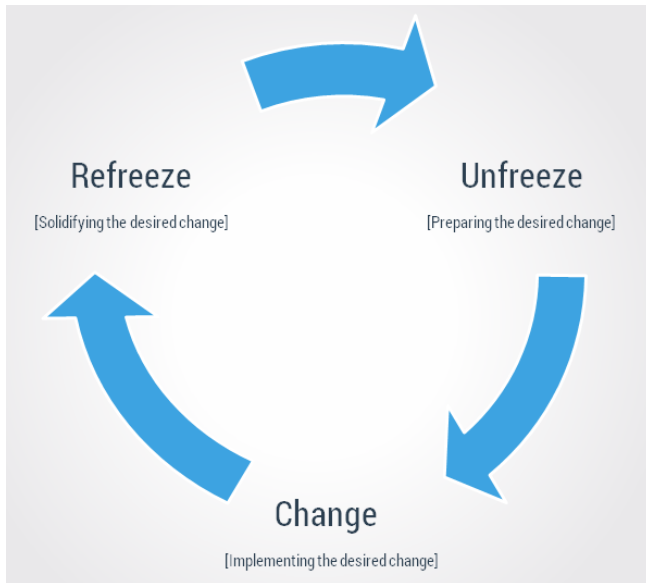 Refreeze
[Solidifying the desired change]
Unfreeze
[Preparing the desired change]
Change
[Implementing the desired change]